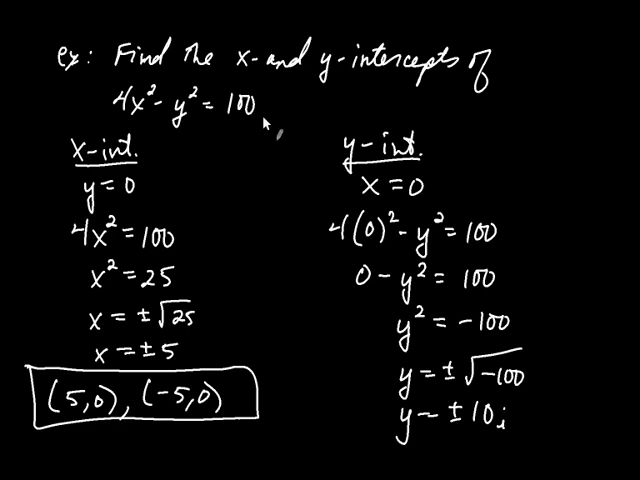 ex: Find the x- and y-intercepts of
4x² - y² = 100
x-int.
y = 0
4x² = 100
x² = 25
x = ±√25
x = ±5
(5,0), (-5,0)
y-int.
x = 0
4(0)² - y² = 100
0 - y² = 100
y² = -100
y = ±√-100
y = ±10i